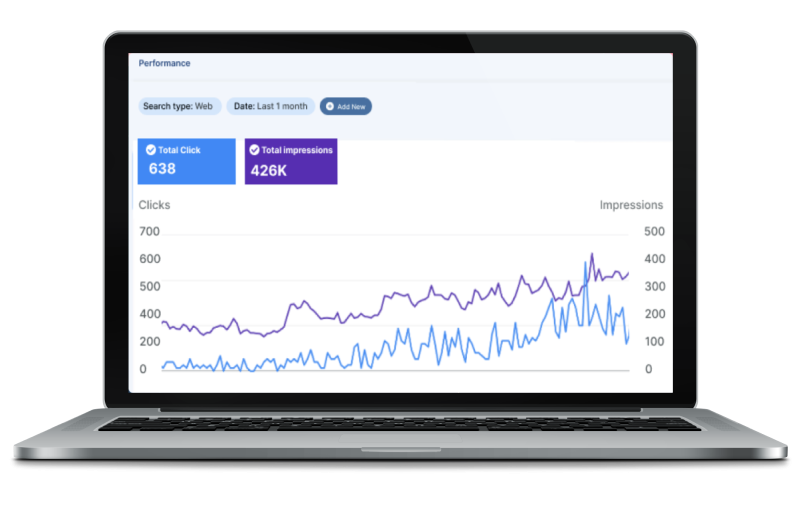 Performance
Search type: Web Date: Last 1 month Add New
Total Click Total impressions
638 426K
Clicks Impressions
700 500
600 400
500 300
400 200
200 100
0 0